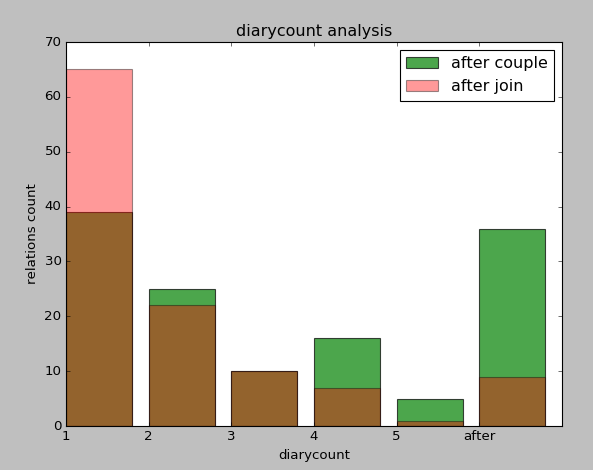 diarycount analysis
70
60
50
40
30
20
10
0
relations count
after couple
after join
1 2 3 4 5 after
diarycount